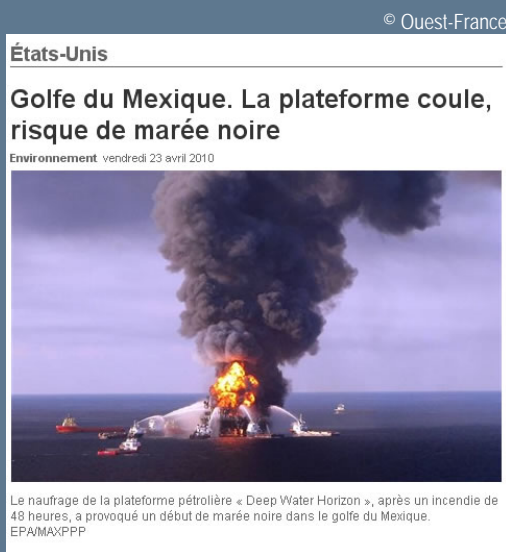 © Ouest-France
États-Unis
Golfe du Mexique. La plateforme coule,
risque de marée noire
Environnement vendredi 23 avril 2010
Le naufrage de la plateforme pétrolière « Deep Water Horizon », après un incendie de
48 heures, a provoqué un début de marée noire dans le golfe du Mexique.
EPA/MAXPPP